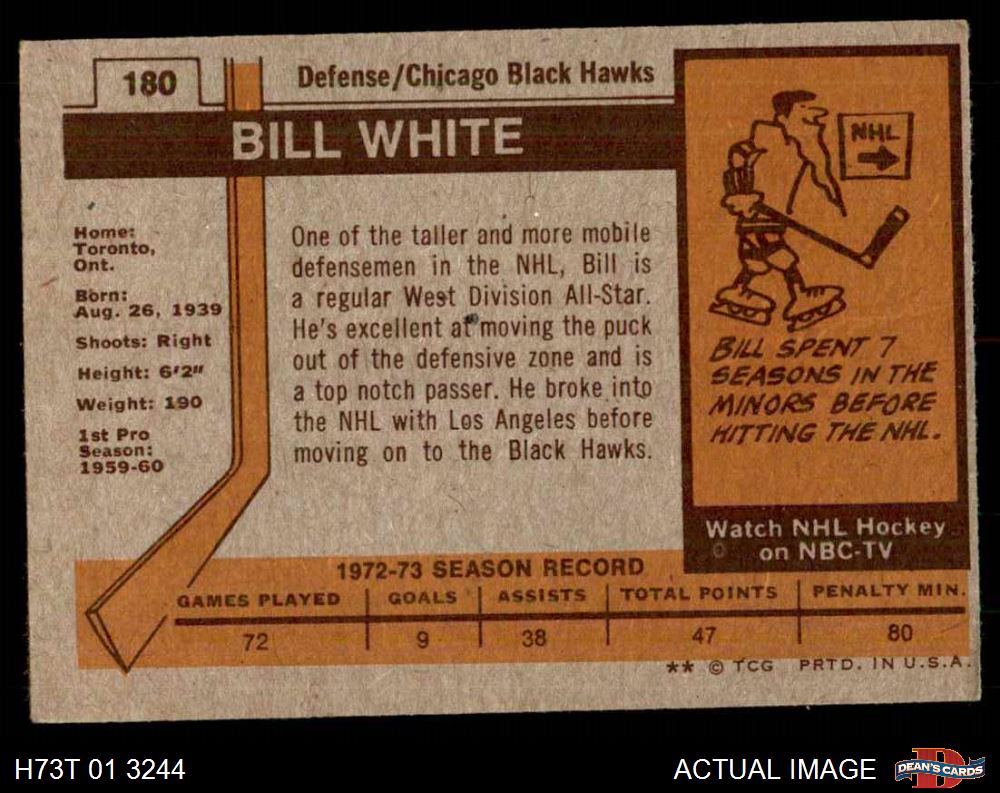 180
Defense/Chicago Black Hawks
BILL WHITE
Home:
Toronto,
Ont.
Born:
Aug. 26, 1939
Shoots: Right
Height: 6'2"
Weight: 190
1st Pro
Season:
1959-60
One of the taller and more mobile
defensemen in the NHL, Bill is
a regular West Division All-Star.
He's excellent at moving the puck
out of the defensive zone and is
a top notch passer. He broke into
the NHL with Los Angeles before
moving on to the Black Hawks.
NHL
BILL SPENT 7
SEASONS IN THE
MINORS BEFORE
HITTING THE NHL.
Watch NHL Hockey
on NBC-TV
1972-73 SEASON RECORD
GAMES PLAYED GOALS ASSISTS TOTAL POINTS PENALTY MIN.
72 9 38 47 80
** © TCG PRTD. IN U.S.A.
H73T 01 3244
ACTUAL IMAGE
DEAN'S CARDS